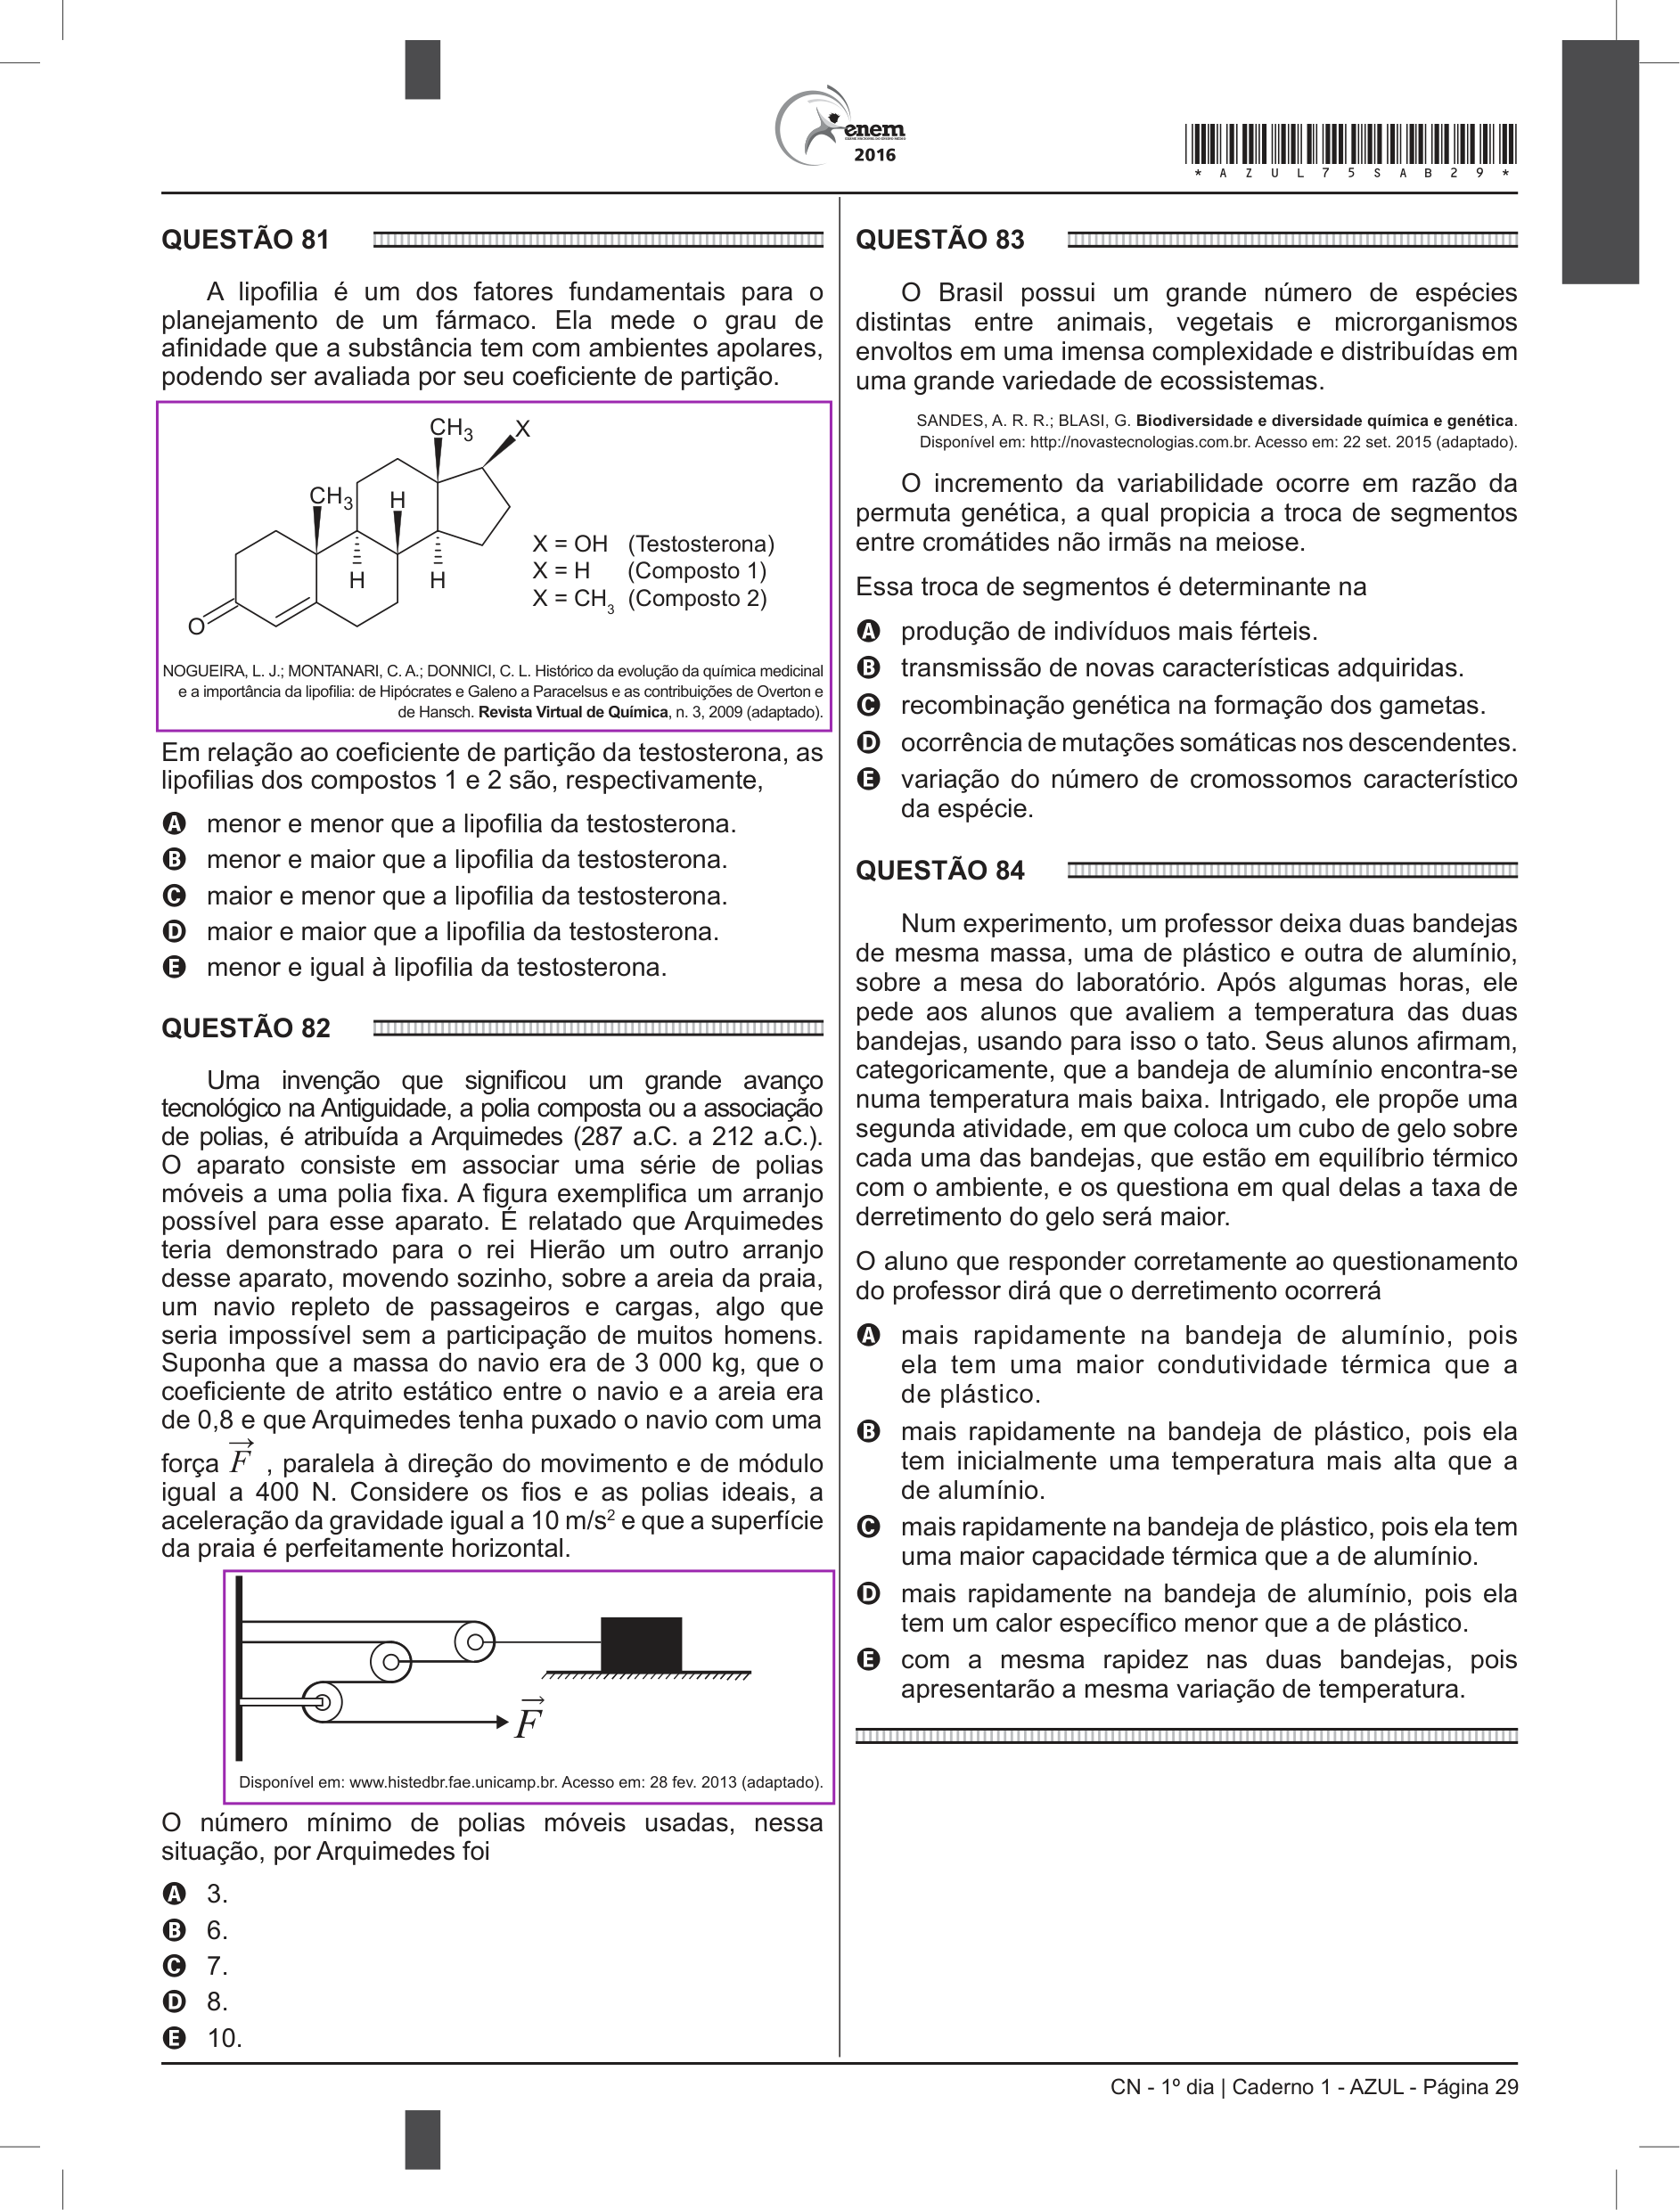 enem
2016
*AZUL75SAB29*
QUESTÃO 81
A lipofilia é um dos fatores fundamentais para o
planejamento de um fármaco. Ela mede o grau de
afinidade que a substância tem com ambientes apolares,
podendo ser avaliada por seu coeficiente de partição.
CH3 X
CH3 H
X = OH (Testosterona)
X = H (Composto 1)
H H
X = CH3 (Composto 2)
O
NOGUEIRA, L. J.; MONTANARI, C. A.; DONNICI, C. L. Histórico da evolução da química medicinal
e a importância da lipofilia: de Hipócrates e Galeno a Paracelsus e as contribuições de Overton e
de Hansch. Revista Virtual de Química, n. 3, 2009 (adaptado).
Em relação ao coeficiente de partição da testosterona, as
lipofilias dos compostos 1 e 2 são, respectivamente,
A menor e menor que a lipofilia da testosterona.
B menor e maior que a lipofilia da testosterona.
C maior e menor que a lipofilia da testosterona.
D maior e maior que a lipofilia da testosterona.
E menor e igual à lipofilia da testosterona.
QUESTÃO 82
Uma invenção que significou um grande avanço
tecnológico na Antiguidade, a polia composta ou a associação
de polias, é atribuída a Arquimedes (287 a.C. a 212 a.C.).
O aparato consiste em associar uma série de polias
móveis a uma polia fixa. A figura exemplifica um arranjo
possível para esse aparato. É relatado que Arquimedes
teria demonstrado para o rei Hierão um outro arranjo
desse aparato, movendo sozinho, sobre a areia da praia,
um navio repleto de passageiros e cargas, algo que
seria impossível sem a participação de muitos homens.
Suponha que a massa do navio era de 3 000 kg, que o
coeficiente de atrito estático entre o navio e a areia era
de 0,8 e que Arquimedes tenha puxado o navio com uma
força F⃗ , paralela à direção do movimento e de módulo
igual a 400 N. Considere os fios e as polias ideais, a
aceleração da gravidade igual a 10 m/s² e que a superfície
da praia é perfeitamente horizontal.
F⃗
Disponível em: www.histedbr.fae.unicamp.br. Acesso em: 28 fev. 2013 (adaptado).
O número mínimo de polias móveis usadas, nessa
situação, por Arquimedes foi
A 3.
B 6.
C 7.
D 8.
E 10.
QUESTÃO 83
O Brasil possui um grande número de espécies
distintas entre animais, vegetais e microrganismos
envoltos em uma imensa complexidade e distribuídas em
uma grande variedade de ecossistemas.
SANDES, A. R. R.; BLASI, G. Biodiversidade e diversidade química e genética.
Disponível em: http://novastecnologias.com.br. Acesso em: 22 set. 2015 (adaptado).
O incremento da variabilidade ocorre em razão da
permuta genética, a qual propicia a troca de segmentos
entre cromátides não irmãs na meiose.
Essa troca de segmentos é determinante na
A produção de indivíduos mais férteis.
B transmissão de novas características adquiridas.
C recombinação genética na formação dos gametas.
D ocorrência de mutações somáticas nos descendentes.
E variação do número de cromossomos característico
da espécie.
QUESTÃO 84
Num experimento, um professor deixa duas bandejas
de mesma massa, uma de plástico e outra de alumínio,
sobre a mesa do laboratório. Após algumas horas, ele
pede aos alunos que avaliem a temperatura das duas
bandejas, usando para isso o tato. Seus alunos afirmam,
categoricamente, que a bandeja de alumínio encontra-se
numa temperatura mais baixa. Intrigado, ele propõe uma
segunda atividade, em que coloca um cubo de gelo sobre
cada uma das bandejas, que estão em equilíbrio térmico
com o ambiente, e os questiona em qual delas a taxa de
derretimento do gelo será maior.
O aluno que responder corretamente ao questionamento
do professor dirá que o derretimento ocorrerá
A mais rapidamente na bandeja de alumínio, pois
ela tem uma maior condutividade térmica que a
de plástico.
B mais rapidamente na bandeja de plástico, pois ela
tem inicialmente uma temperatura mais alta que a
de alumínio.
C mais rapidamente na bandeja de plástico, pois ela tem
uma maior capacidade térmica que a de alumínio.
D mais rapidamente na bandeja de alumínio, pois ela
tem um calor específico menor que a de plástico.
E com a mesma rapidez nas duas bandejas, pois
apresentarão a mesma variação de temperatura.
CN - 1º dia | Caderno 1 - AZUL - Página 29